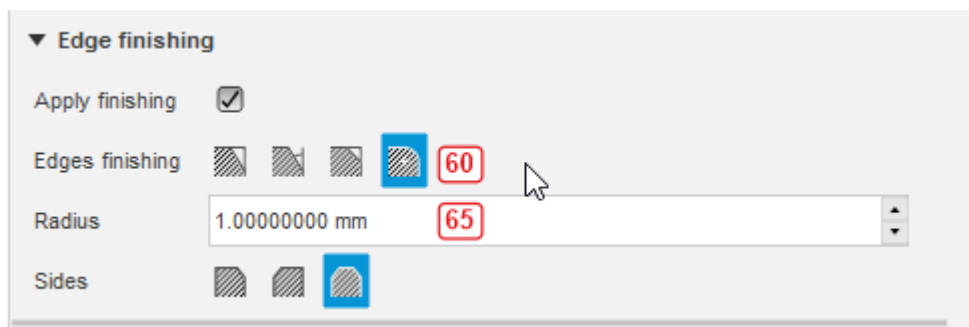 Edge finishing
Apply finishing
Edges finishing 60
Radius 1.00000000 mm 65
Sides